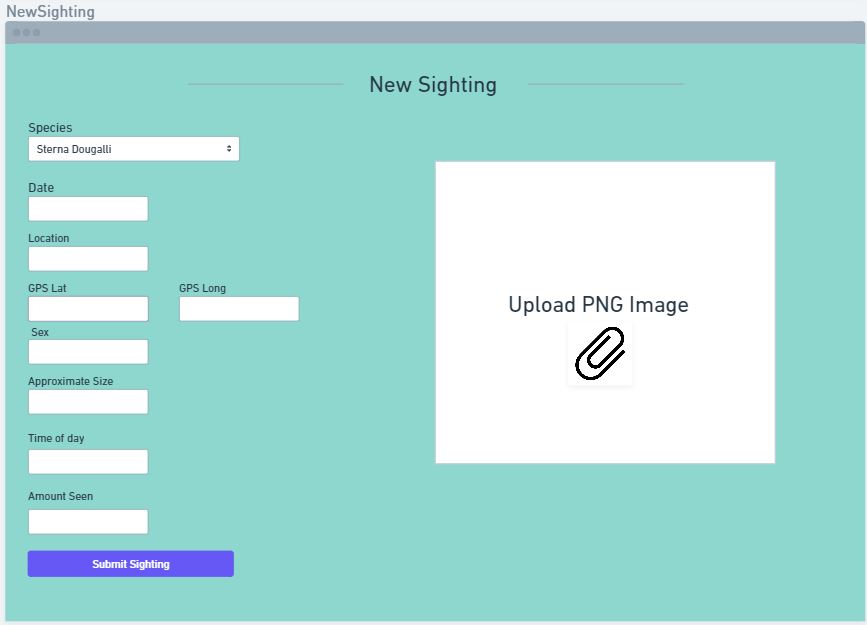 NewSighting
New Sighting
Species
Sterna Dougalli
Date
Location
GPS Lat
GPS Long
Sex
Approximate Size
Time of day
Amount Seen
Submit Sighting
Upload PNG Image